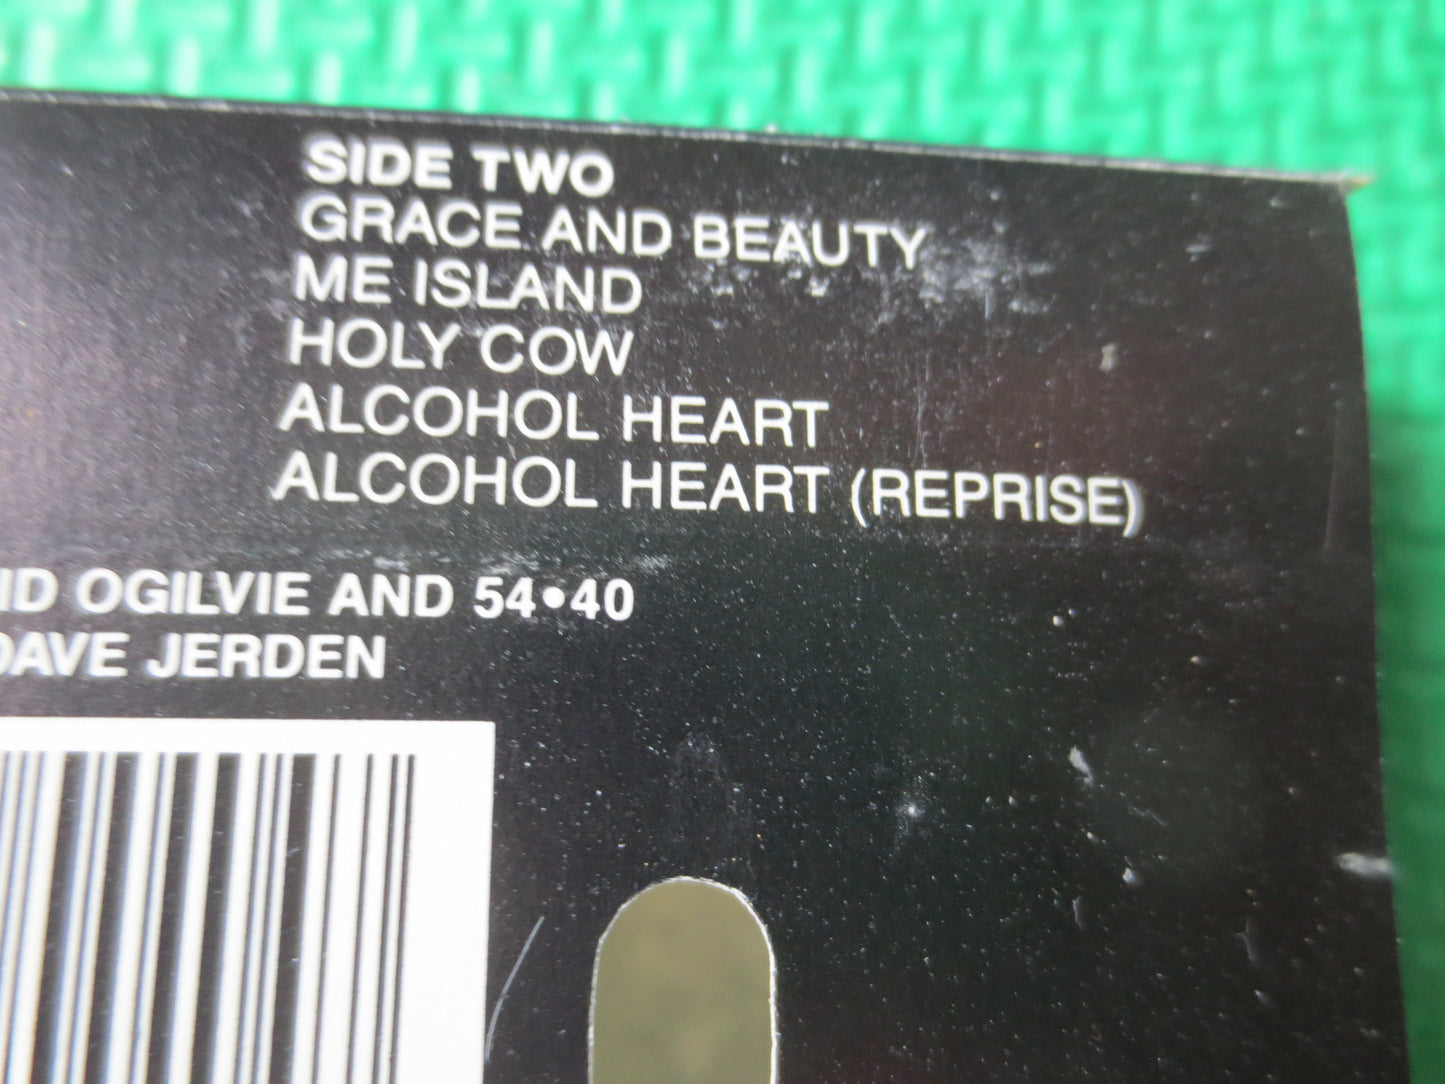 SIDE TWO
GRACE AND BEAUTY
ME ISLAND
HOLY COW
ALCOHOL HEART
ALCOHOL HEART (REPRISE)
OGILVIE AND 54•40
DAVE JERDEN